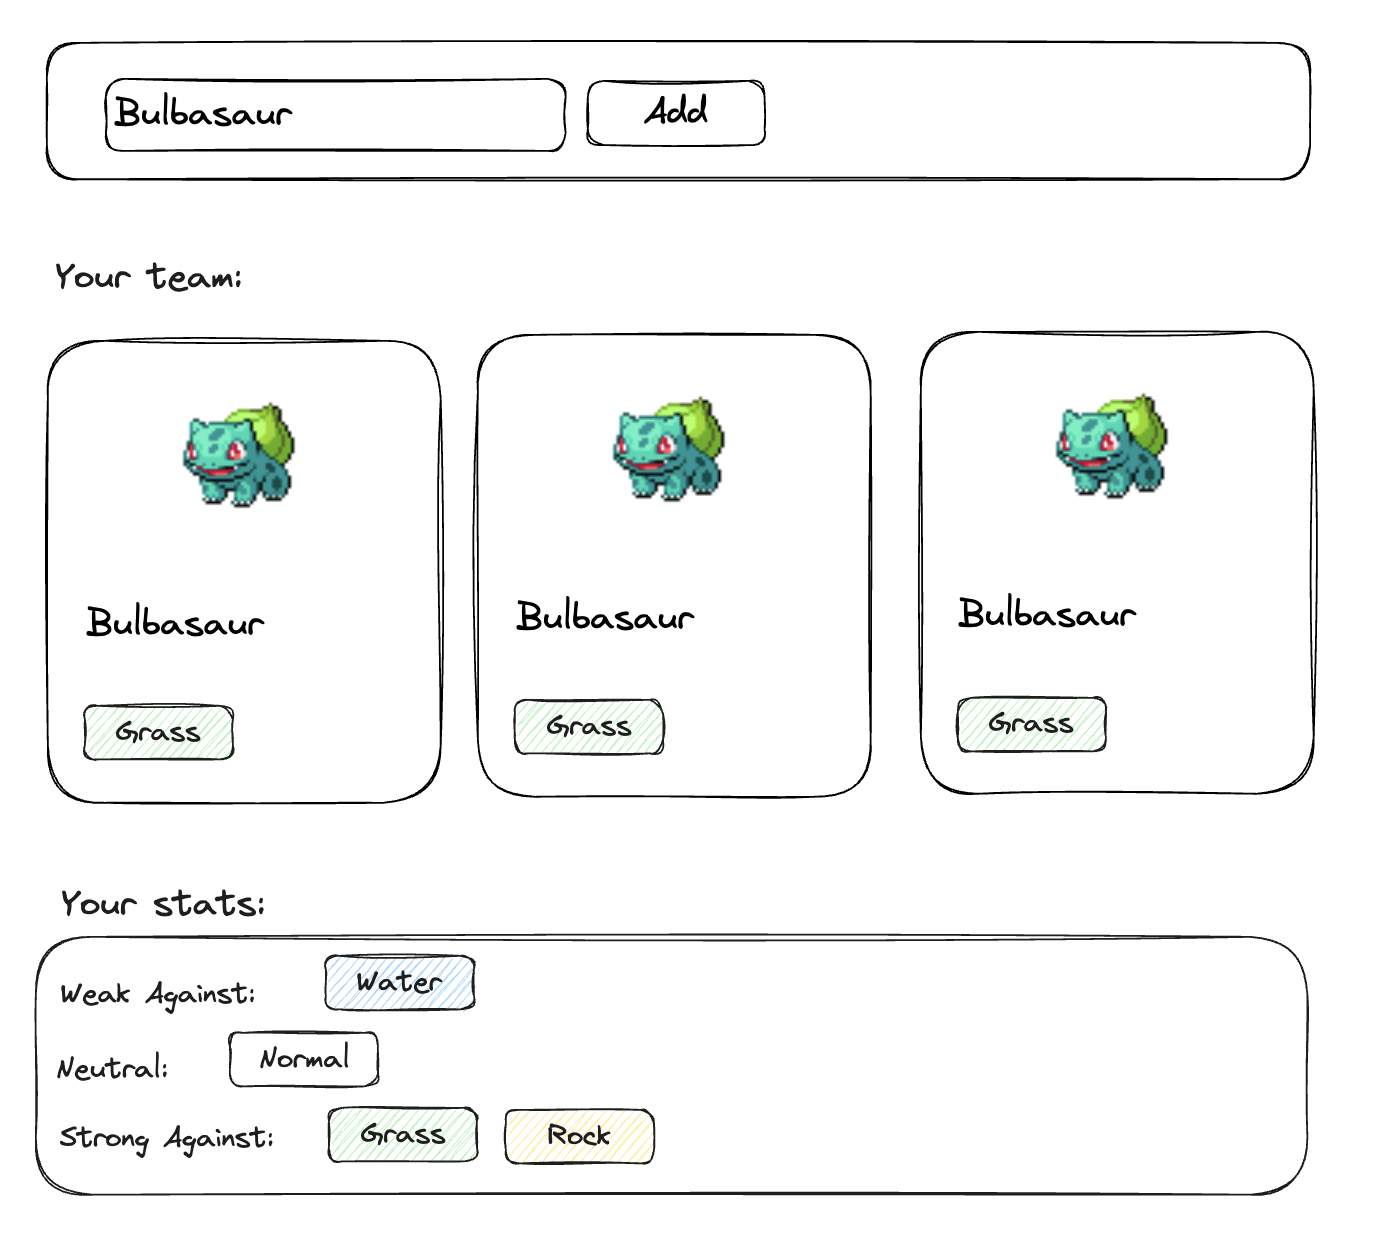 Bulbasaur
Add
Your team:
Bulbasaur
Bulbasaur
Bulbasaur
Grass
Grass
Grass
Your stats:
Weak Against: Water
Neutral: Normal
Strong Against: Grass Rock